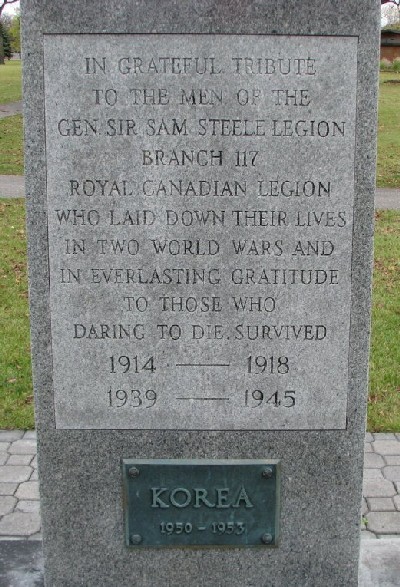 IN GRATEFUL TRIBUTE
TO THE MEN OF THE
GEN. SIR SAM STEELE LEGION
BRANCH 117
ROYAL CANADIAN LEGION
WHO LAID DOWN THEIR LIVES
IN TWO WORLD WARS AND
IN EVERLASTING GRATITUDE
TO THOSE WHO
DARING TO DIE, SURVIVED
1914 — 1918
1939 — 1945
KOREA
1950 - 1953